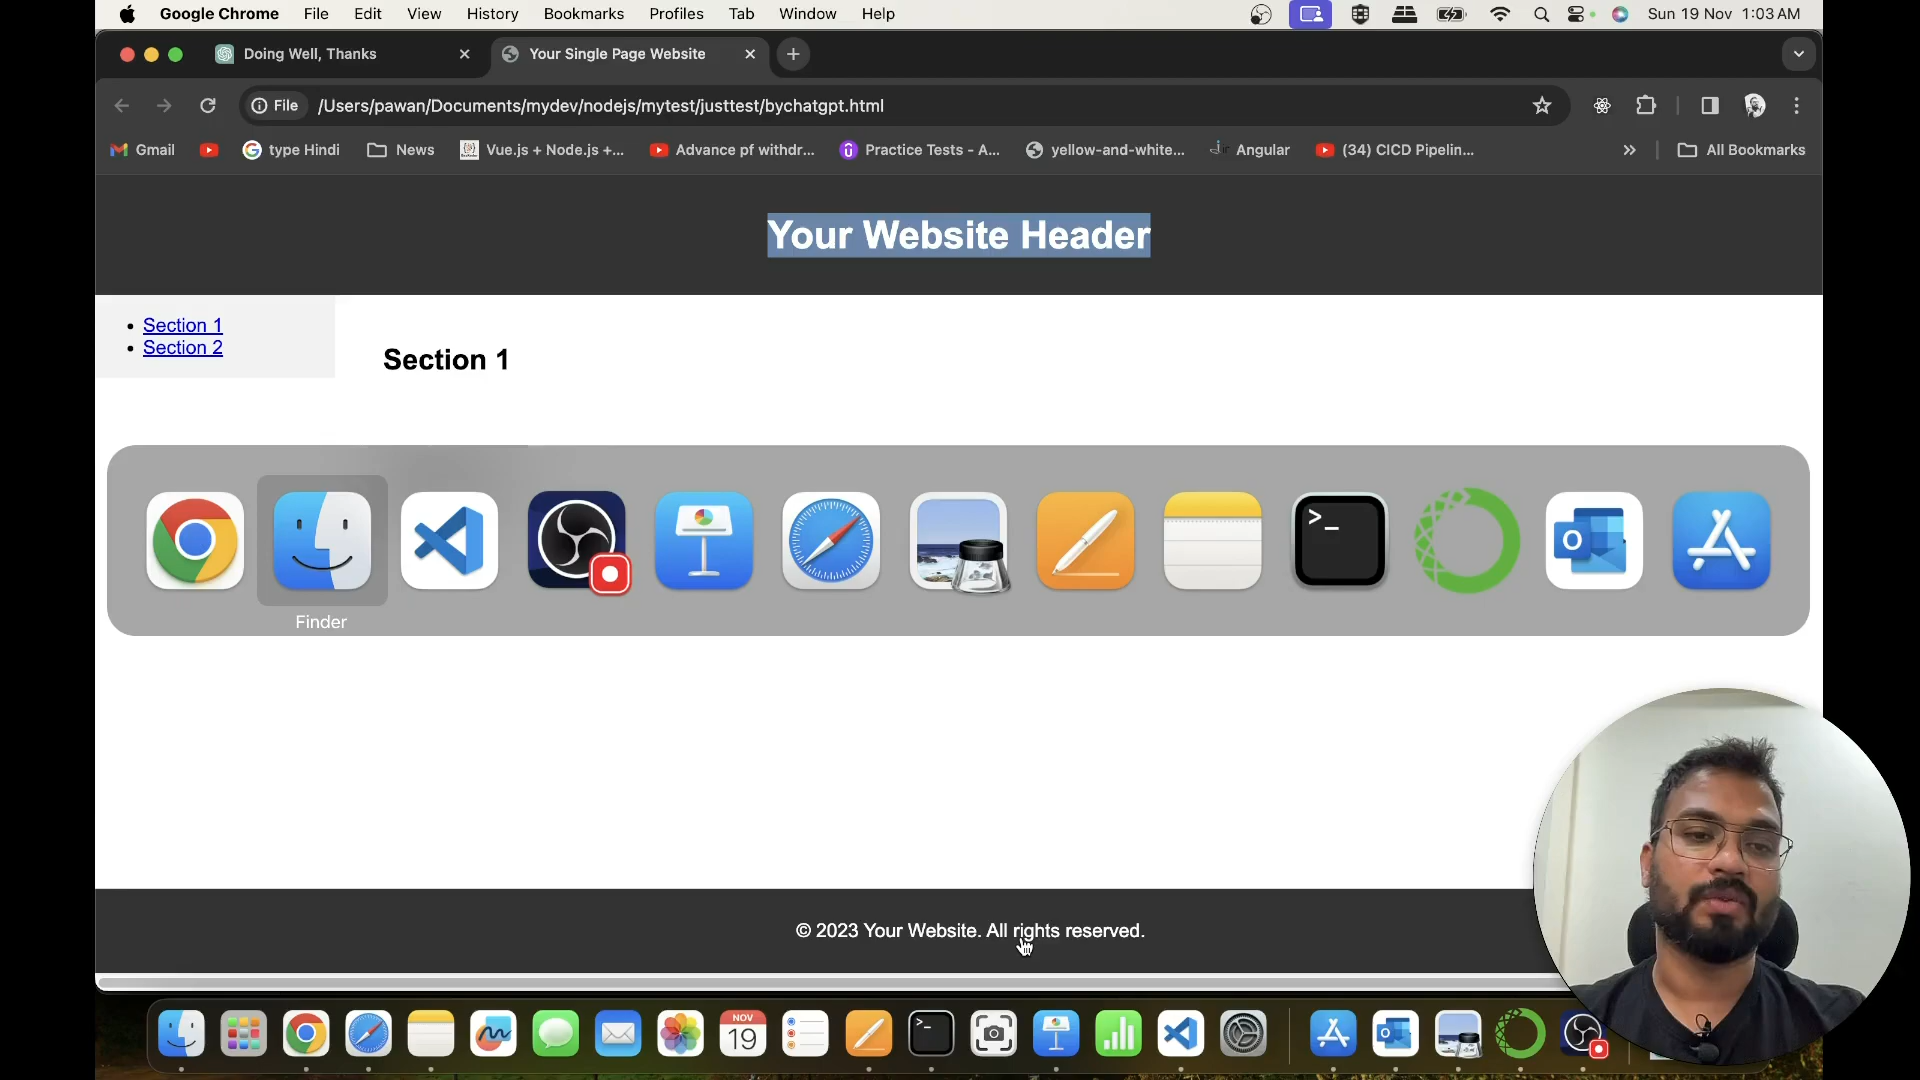 Google Chrome File Edit View History Bookmarks Profiles Tab Window Help Sun 19 Nov 1:03 AM
Doing Well, Thanks Your Single Page Website
File /Users/pawan/Documents/mydev/nodejs/mytest/justtest/bychatgpt.html
Gmail type Hindi News Vue.js + Node.js +... Advance pf withdr... Practice Tests - A... yellow-and-white... Angular (34) CICD Pipelin... All Bookmarks
Your Website Header
Section 1
Section 2
Section 1
Finder
© 2023 Your Website. All rights reserved.
NOV
19